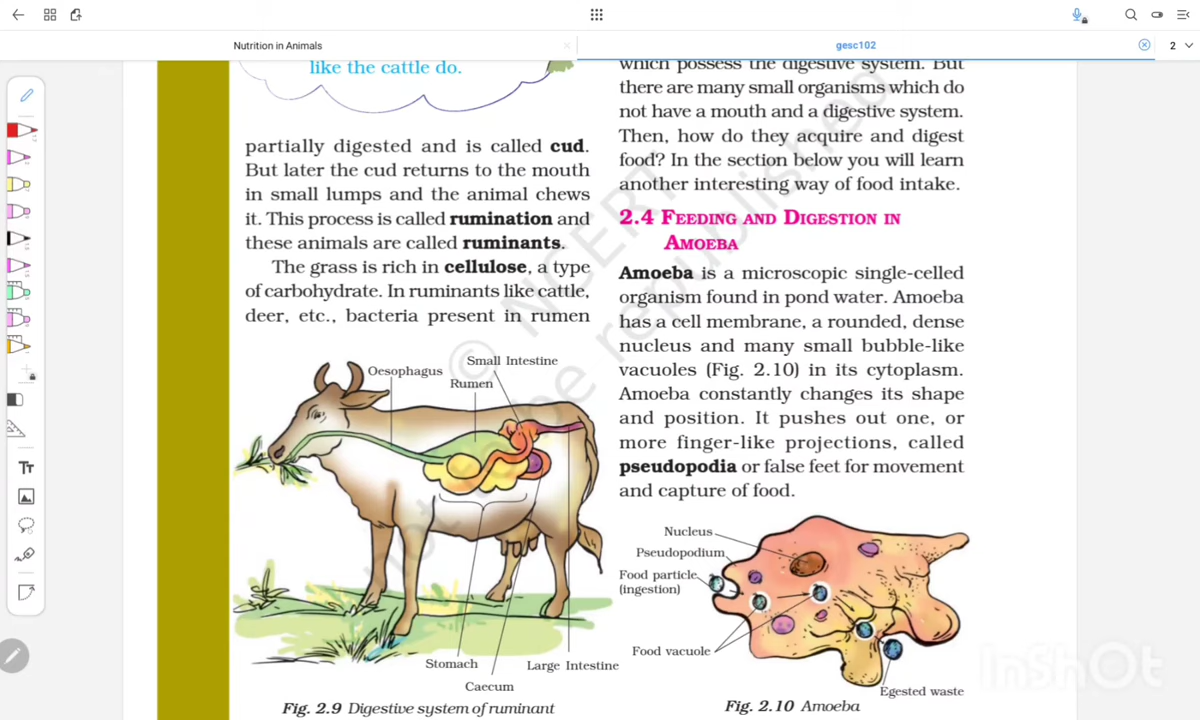 Nutrition in Animals
gesc102
2
like the cattle do.
partially digested and is called cud.
But later the cud returns to the mouth
in small lumps and the animal chews
it. This process is called rumination and
these animals are called ruminants.
The grass is rich in cellulose, a type
of carbohydrate. In ruminants like cattle,
deer, etc., bacteria present in rumen
Small Intestine
Oesophagus
Rumen
Stomach
Large Intestine
Caecum
Fig. 2.9 Digestive system of ruminant
which possess the digestive system. But
there are many small organisms which do
not have a mouth and a digestive system.
Then, how do they acquire and digest
food? In the section below you will learn
another interesting way of food intake.
2.4 FEEDING AND DIGESTION IN
AMOEBA
Amoeba is a microscopic single-celled
organism found in pond water. Amoeba
has a cell membrane, a rounded, dense
nucleus and many small bubble-like
vacuoles (Fig. 2.10) in its cytoplasm.
Amoeba constantly changes its shape
and position. It pushes out one, or
more finger-like projections, called
pseudopodia or false feet for movement
and capture of food.
Nucleus
Pseudopodium
Food particle
(ingestion)
Food vacuole
Egested waste
Fig. 2.10 Amoeba
© NCERT
not to be republished
InShOt
Tт